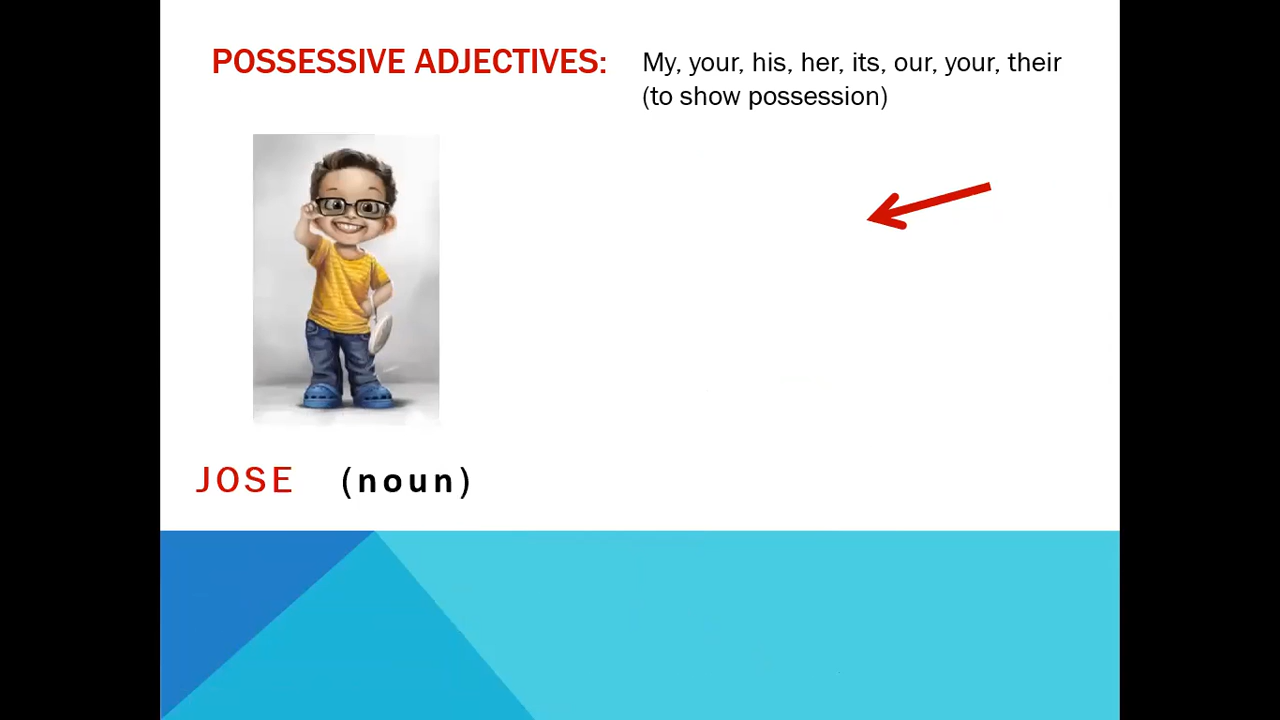 POSSESSIVE ADJECTIVES:
My, your, his, her, its, our, your, their
(to show possession)
JOSE (noun)